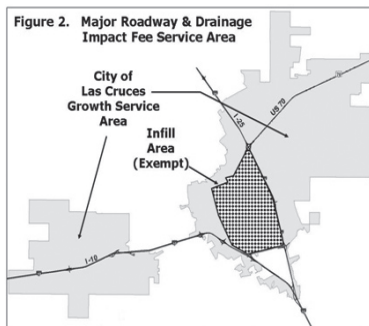 Figure 2. Major Roadway & Drainage
Impact Fee Service Area
City of
Las Cruces
Growth Service
Area
Infill
Area
(Exempt)
I-25
US 70
I-10